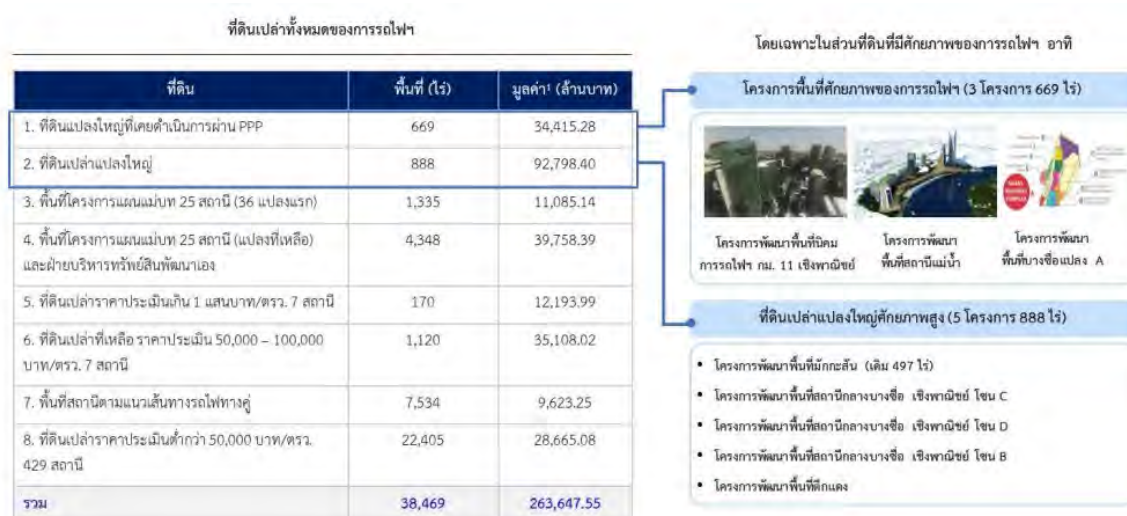 ที่ดินเปล่าทั้งหมดของการรถไฟฯ
ที่ดิน พื้นที่ (ไร่) มูลค่า¹ (ล้านบาท)
1. ที่ดินแปลงใหญ่ที่เคยดำเนินการผ่าน PPP 669 34,415.28
2. ที่ดินเปล่าแปลงใหญ่ 888 92,798.40
3. พื้นที่โครงการแผนแม่บท 25 สถานี (36 แปลงแรก) 1,335 11,085.14
4. พื้นที่โครงการแผนแม่บท 25 สถานี (แปลงที่เหลือ) 4,348 39,758.39
และฝ่ายบริหารทรัพย์สินพัฒนาเอง
5. ที่ดินเปล่าราคาประเมินเกิน 1 แสนบาท/ตรว. 7 สถานี 170 12,193.99
6. ที่ดินเปล่าที่เหลือ ราคาประเมิน 50,000 – 100,000 1,120 35,108.02
บาท/ตรว. 7 สถานี
7. พื้นที่สถานีตามแนวเส้นทางรถไฟทางคู่ 7,534 9,623.25
8. ที่ดินเปล่าราคาประเมินต่ำกว่า 50,000 บาท/ตรว. 22,405 28,665.08
429 สถานี
รวม 38,469 263,647.55
โดยเฉพาะในส่วนที่ดินที่มีศักยภาพของการรถไฟฯ อาทิ
โครงการพื้นที่ศักยภาพของการรถไฟฯ (3 โครงการ 669 ไร่)
โครงการพัฒนาพื้นที่นิคม
การรถไฟฯ กม. 11 เชิงพาณิชย์
โครงการพัฒนา
พื้นที่สถานีแม่น้ำ
โครงการพัฒนา
พื้นที่บางซื่อแปลง A
ที่ดินเปล่าแปลงใหญ่ศักยภาพสูง (5 โครงการ 888 ไร่)
• โครงการพัฒนาพื้นที่มักกะสัน (เดิม 497 ไร่)
• โครงการพัฒนาพื้นที่สถานีกลางบางซื่อ เชิงพาณิชย์ โซน C
• โครงการพัฒนาพื้นที่สถานีกลางบางซื่อ เชิงพาณิชย์ โซน D
• โครงการพัฒนาพื้นที่สถานีกลางบางซื่อ เชิงพาณิชย์ โซน B
• โครงการพัฒนาพื้นที่ตึกแดง